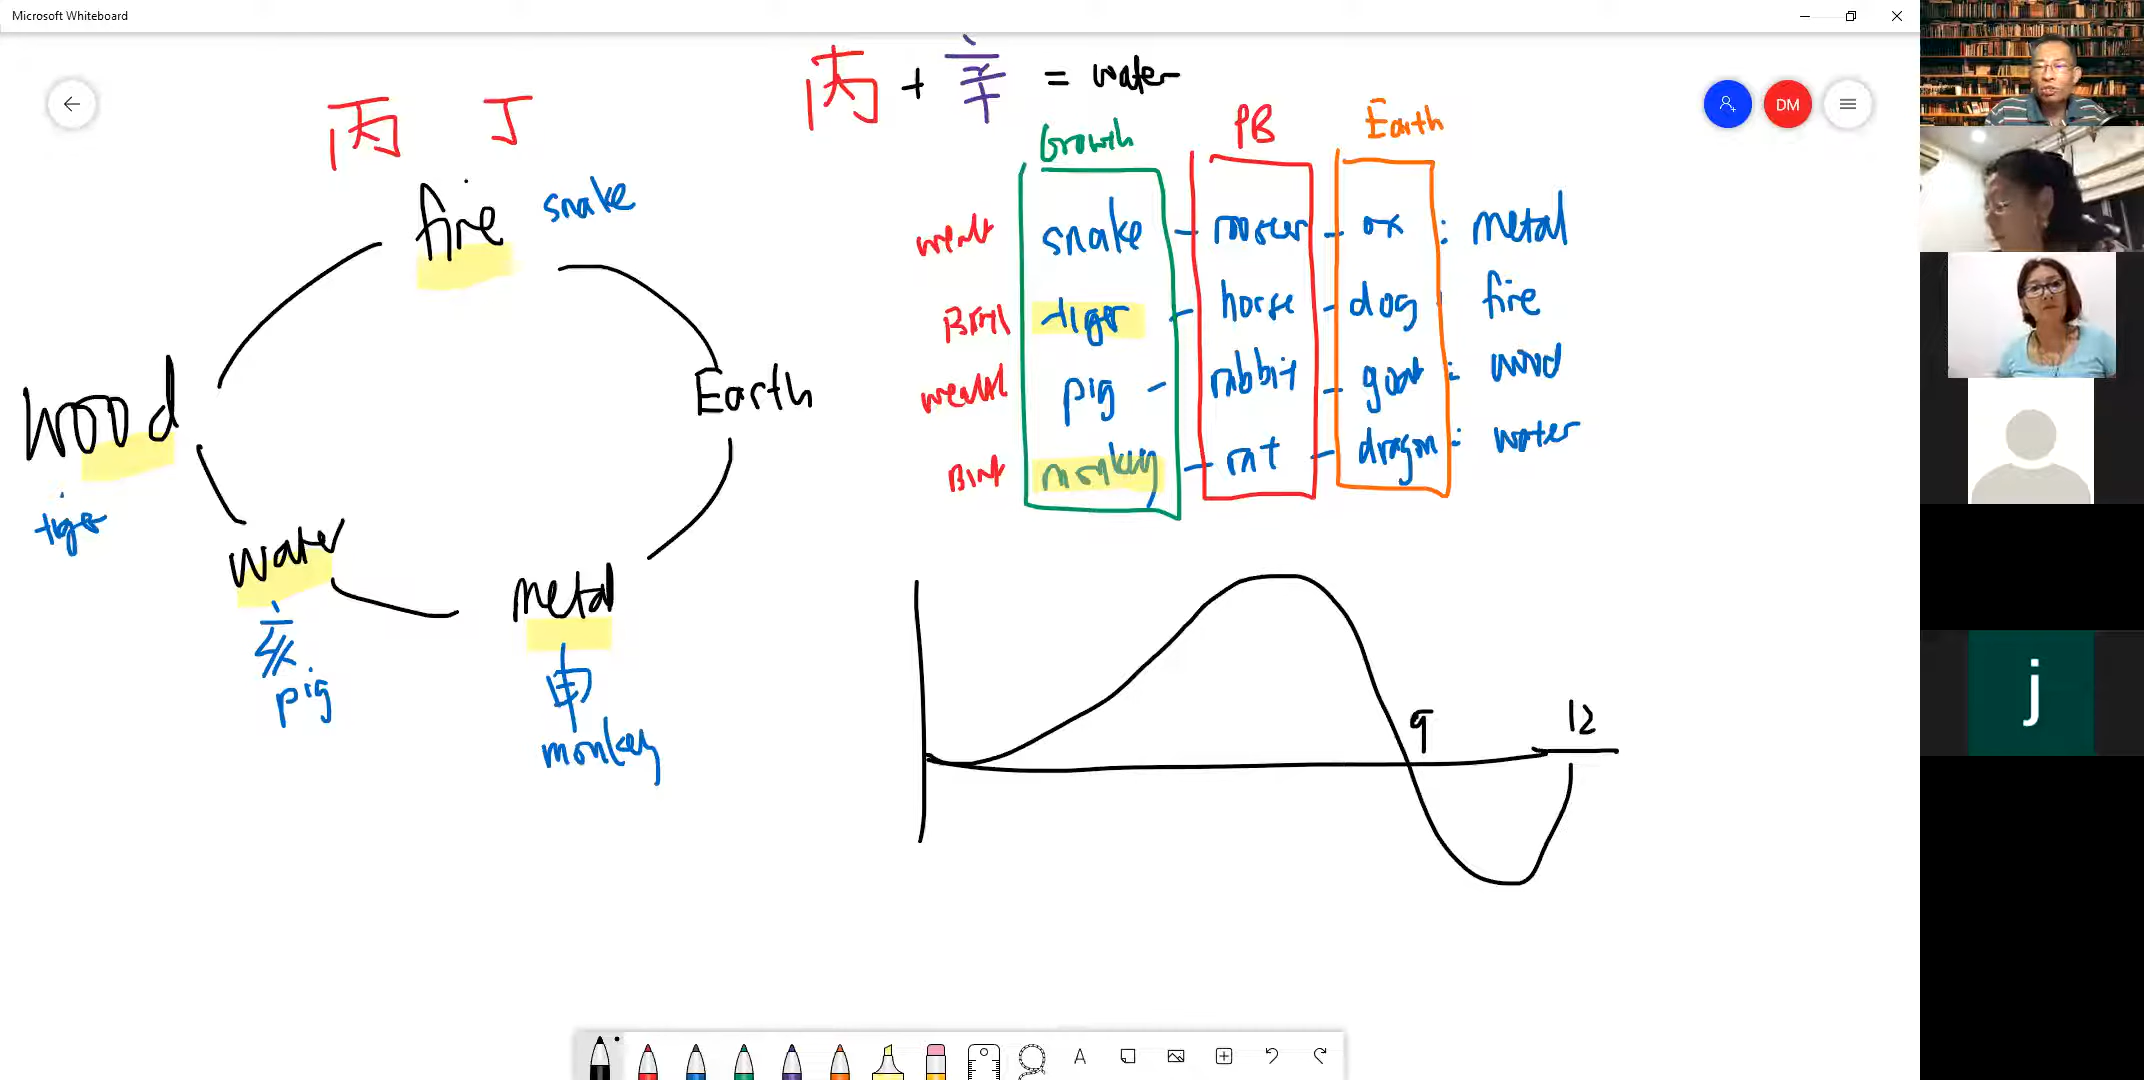 Microsoft Whiteboard
丙 + 辛 = water
DM
丙 丁
Growth PB Earth
fire snake
snake - rooster - ox : metal
tiger - horse - dog fire
wealth pig - rabbit - goat : wood
monkey - rat - dragon : water
Earth
wood
tiger
water
亥
pig
metal
申
monkey
9
12
j
A